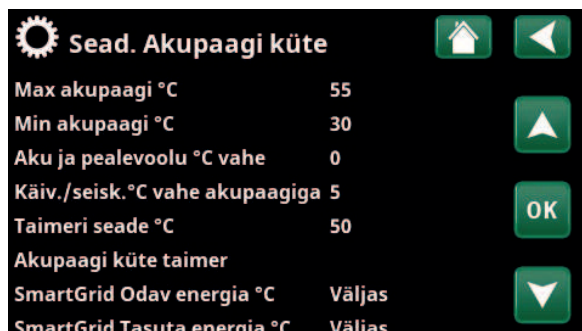 Sead. Akupaagi küte
Max akupaagi °C 55
Min akupaagi °C 30
Aku ja pealevoolu °C vahe 0
Käiv./seisk.°C vahe akupaagiga 5
OK
Taimeri seade °C 50
Akupaagi küte taimer
SmartGrid Odav energia °C Väljas
SmartGrid Tasuta energia °C Väljas